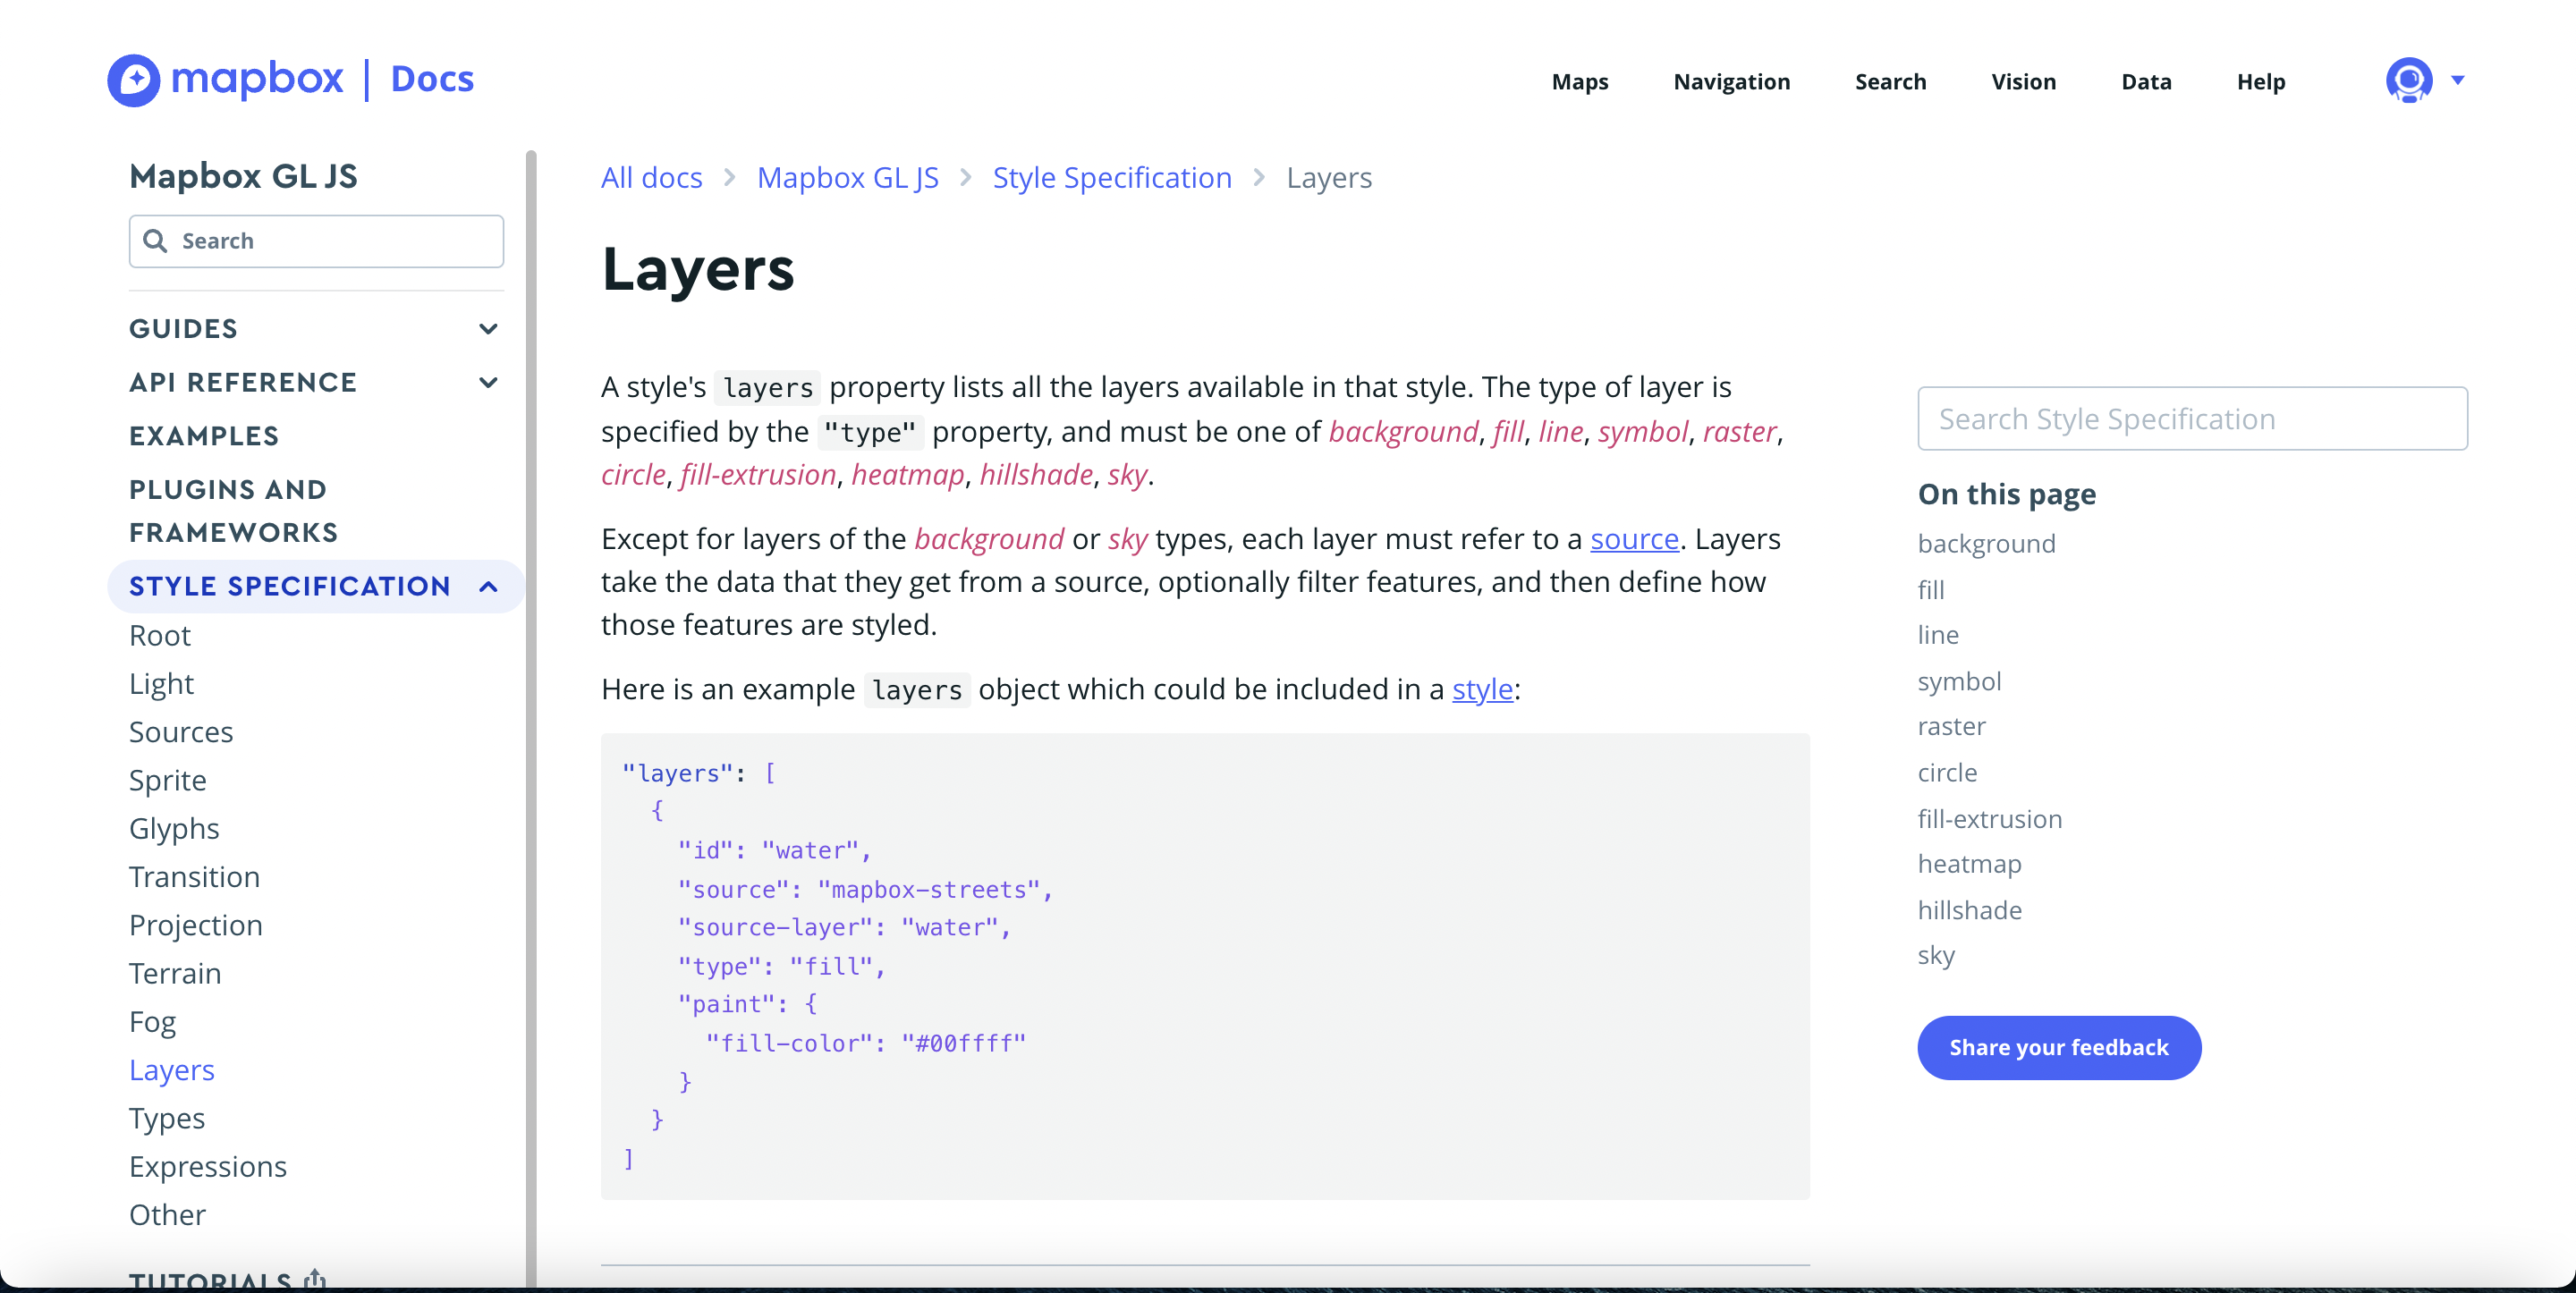 mapbox | Docs
Maps Navigation Search Vision Data Help
Mapbox GL JS
Search
GUIDES
API REFERENCE
EXAMPLES
PLUGINS AND
FRAMEWORKS
STYLE SPECIFICATION
Root
Light
Sources
Sprite
Glyphs
Transition
Projection
Terrain
Fog
Layers
Types
Expressions
Other
TUTORIALS
All docs > Mapbox GL JS > Style Specification > Layers
Layers
A style's layers property lists all the layers available in that style. The type of layer is
specified by the "type" property, and must be one of background, fill, line, symbol, raster,
circle, fill-extrusion, heatmap, hillshade, sky.
Except for layers of the background or sky types, each layer must refer to a source. Layers
take the data that they get from a source, optionally filter features, and then define how
those features are styled.
Here is an example layers object which could be included in a style:
"layers": [
  {
    "id": "water",
    "source": "mapbox-streets",
    "source-layer": "water",
    "type": "fill",
    "paint": {
      "fill-color": "#00ffff"
    }
  }
]
Search Style Specification
On this page
background
fill
line
symbol
raster
circle
fill-extrusion
heatmap
hillshade
sky
Share your feedback